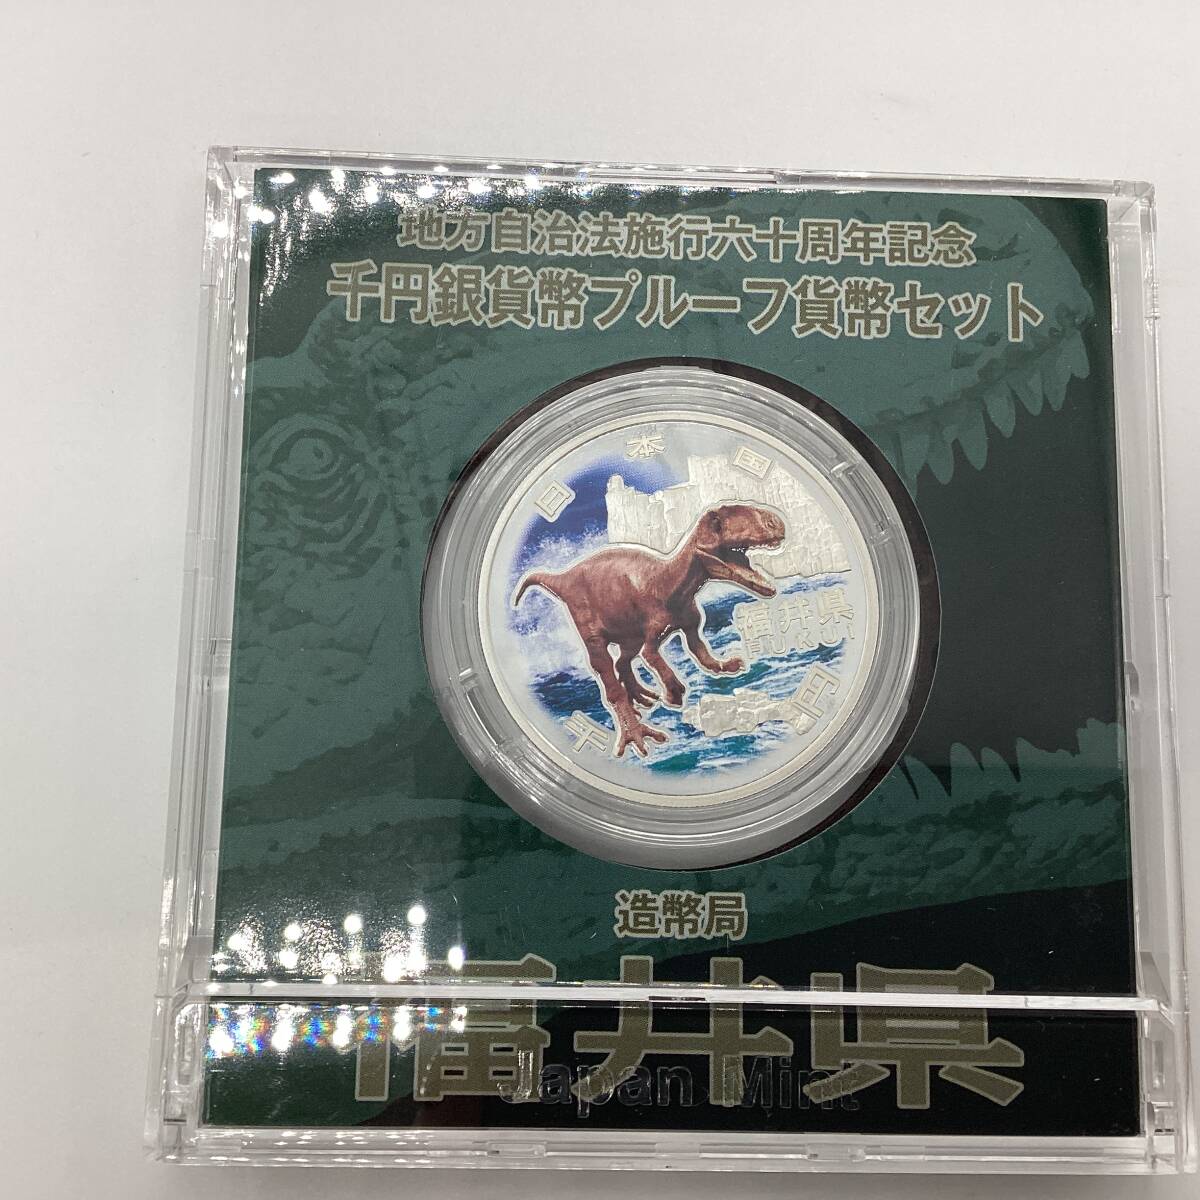 地方自治法施行六十周年記念
千円銀貨幣プルーフ貨幣セット
日本国
福井県
FUKUI
千円
造幣局
福井県
Japan Mint